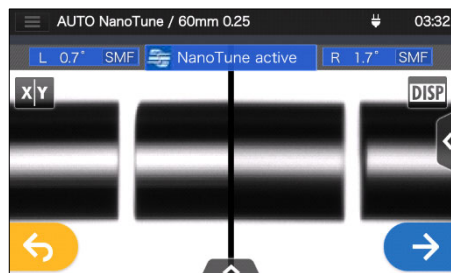 AUTO NanoTune / 60mm 0.25 03:32
L 0.7° SMF NanoTune active R 1.7° SMF
X|Y DISP